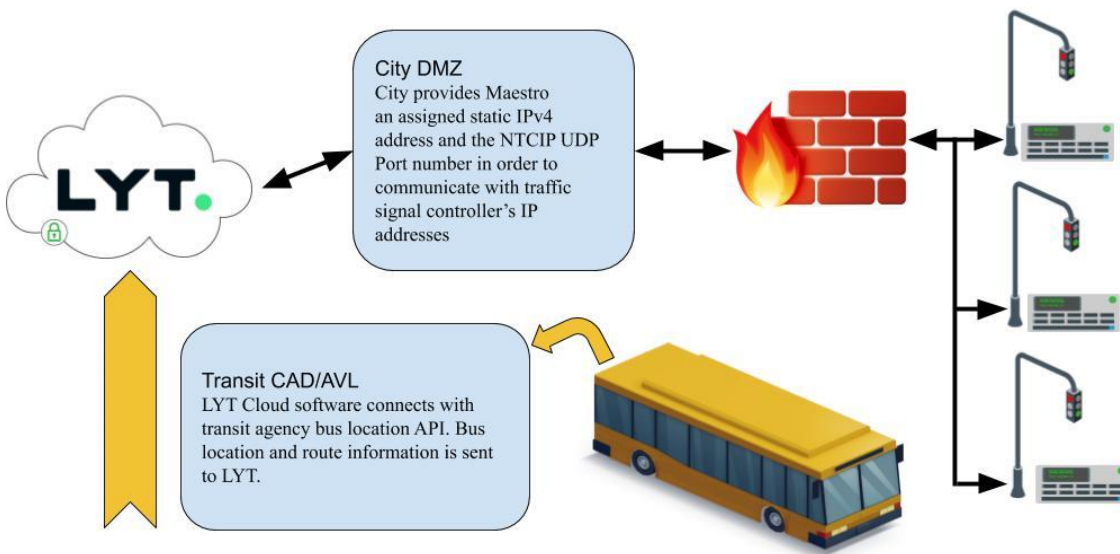 City DMZ
City provides Maestro
an assigned static IPv4
address and the NTCIP UDP
Port number in order to
communicate with traffic
signal controller's IP
addresses
LYT.
Transit CAD/AVL
LYT Cloud software connects with
transit agency bus location API. Bus
location and route information is sent
to LYT.